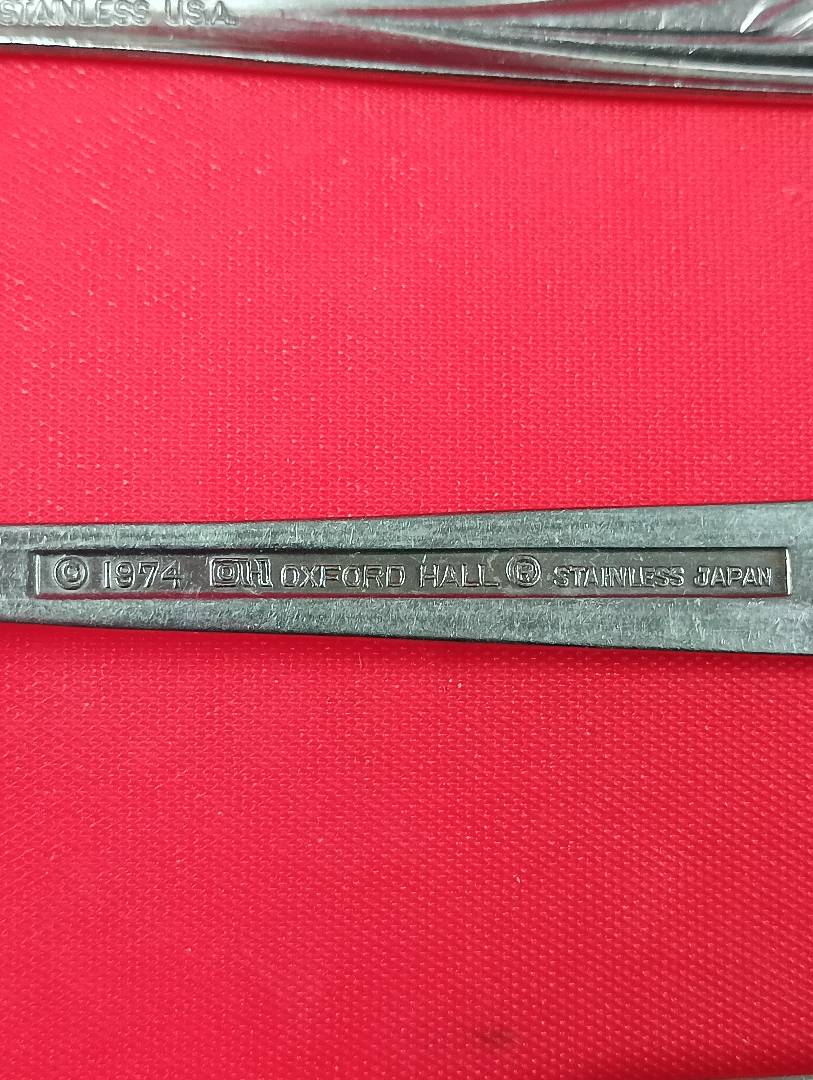 STAINLESS U.S.A.
© 1974 OH OXFORD HALL ® STAINLESS JAPAN